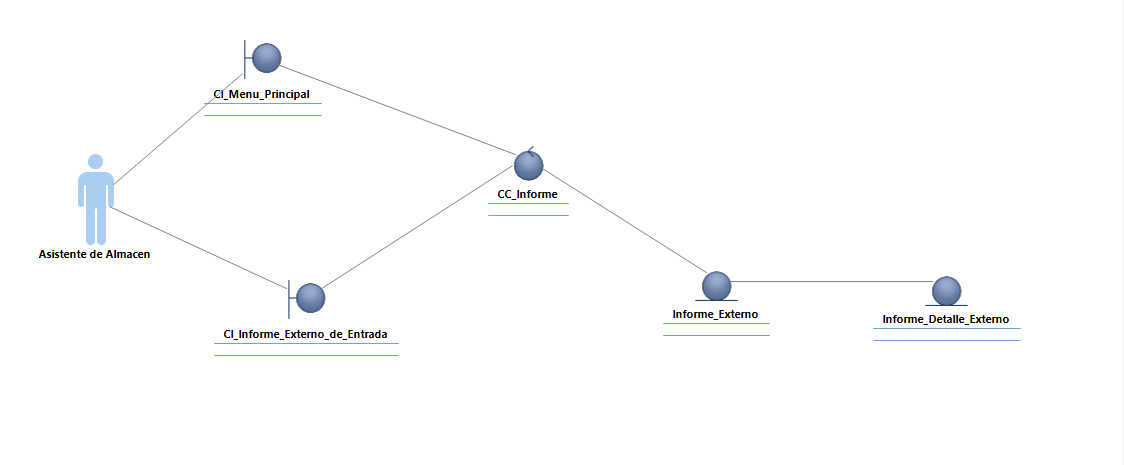 CI_Menu_Principal
CC_Informe
Asistente de Almacen
Informe_Externo
Informe_Detalle_Externo
CI_Informe_Externo_de_Entrada